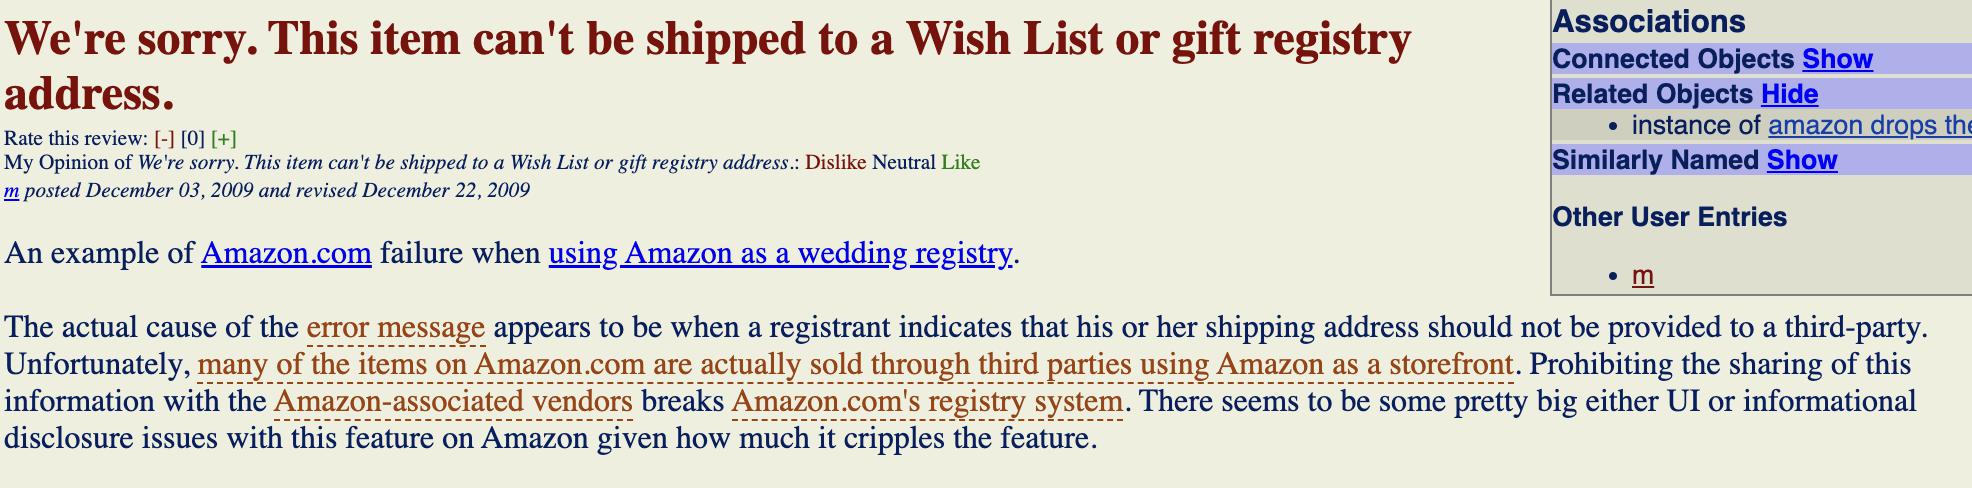 We're sorry. This item can't be shipped to a Wish List or gift registry
address.
Rate this review: [-] [0] [+]
My Opinion of We're sorry. This item can't be shipped to a Wish List or gift registry address.: Dislike Neutral Like
m posted December 03, 2009 and revised December 22, 2009
An example of Amazon.com failure when using Amazon as a wedding registry.
The actual cause of the error message appears to be when a registrant indicates that his or her shipping address should not be provided to a third-party.
Unfortunately, many of the items on Amazon.com are actually sold through third parties using Amazon as a storefront. Prohibiting the sharing of this
information with the Amazon-associated vendors breaks Amazon.com's registry system. There seems to be some pretty big either UI or informational
disclosure issues with this feature on Amazon given how much it cripples the feature.
Associations
Connected Objects Show
Related Objects Hide
• instance of amazon drops the
Similarly Named Show
Other User Entries
• m